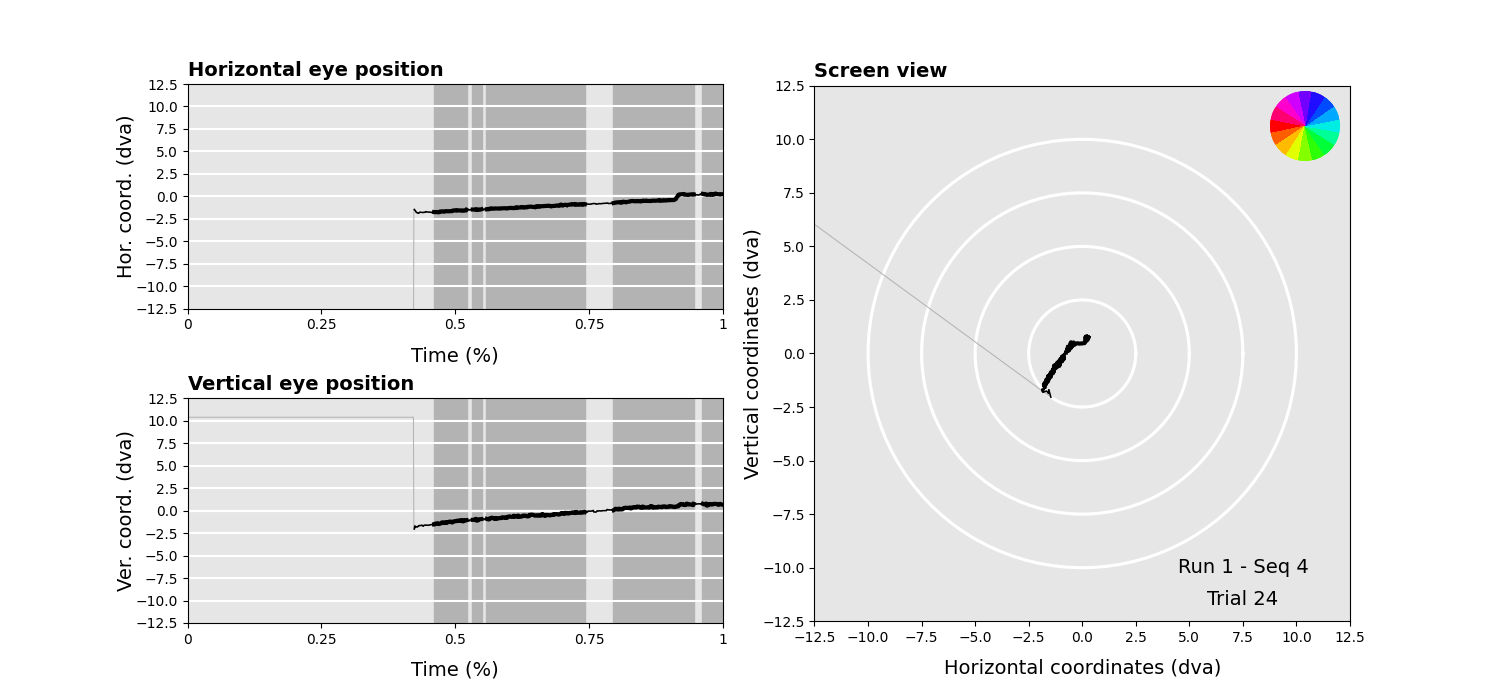 Horizontal eye position
12.5
10.0
7.5
5.0
2.5
0.0
−2.5
−5.0
−7.5
−10.0
−12.5
Hor. coord. (dva)
0 0.25 0.5 0.75 1
Time (%)
Vertical eye position
12.5
10.0
7.5
5.0
2.5
0.0
−2.5
−5.0
−7.5
−10.0
−12.5
Ver. coord. (dva)
0 0.25 0.5 0.75 1
Time (%)
Screen view
12.5
10.0
7.5
5.0
2.5
0.0
−2.5
−5.0
−7.5
−10.0
−12.5
Vertical coordinates (dva)
Run 1 - Seq 4
Trial 24
−12.5 −10.0 −7.5 −5.0 −2.5 0.0 2.5 5.0 7.5 10.0 12.5
Horizontal coordinates (dva)